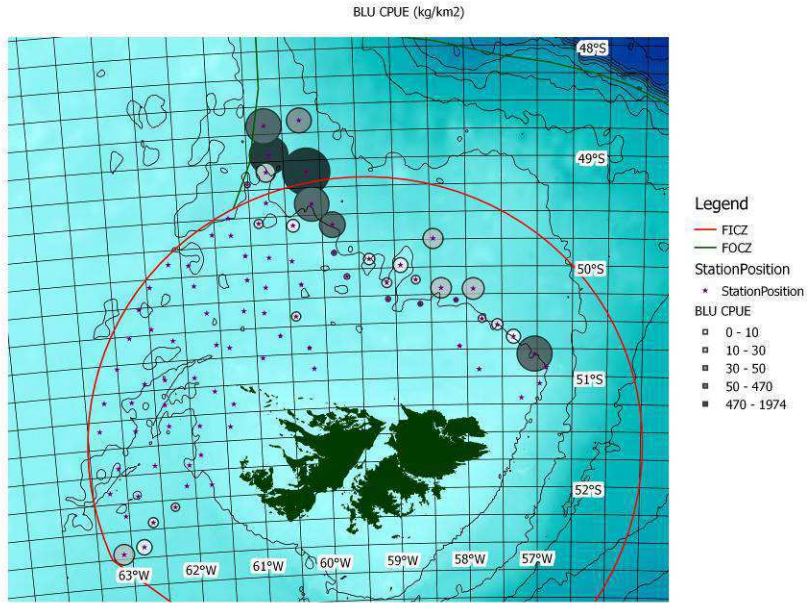 BLU CPUE (kg/km2)
48°S
49°S
50°S
51°S
52°S
63°W
62°W
61°W
60°W
59°W
58°W
57°W
Legend
FICZ
FOCZ
StationPosition
StationPosition
BLU CPUE
0 - 10
10 - 30
30 - 50
50 - 470
470 - 1974